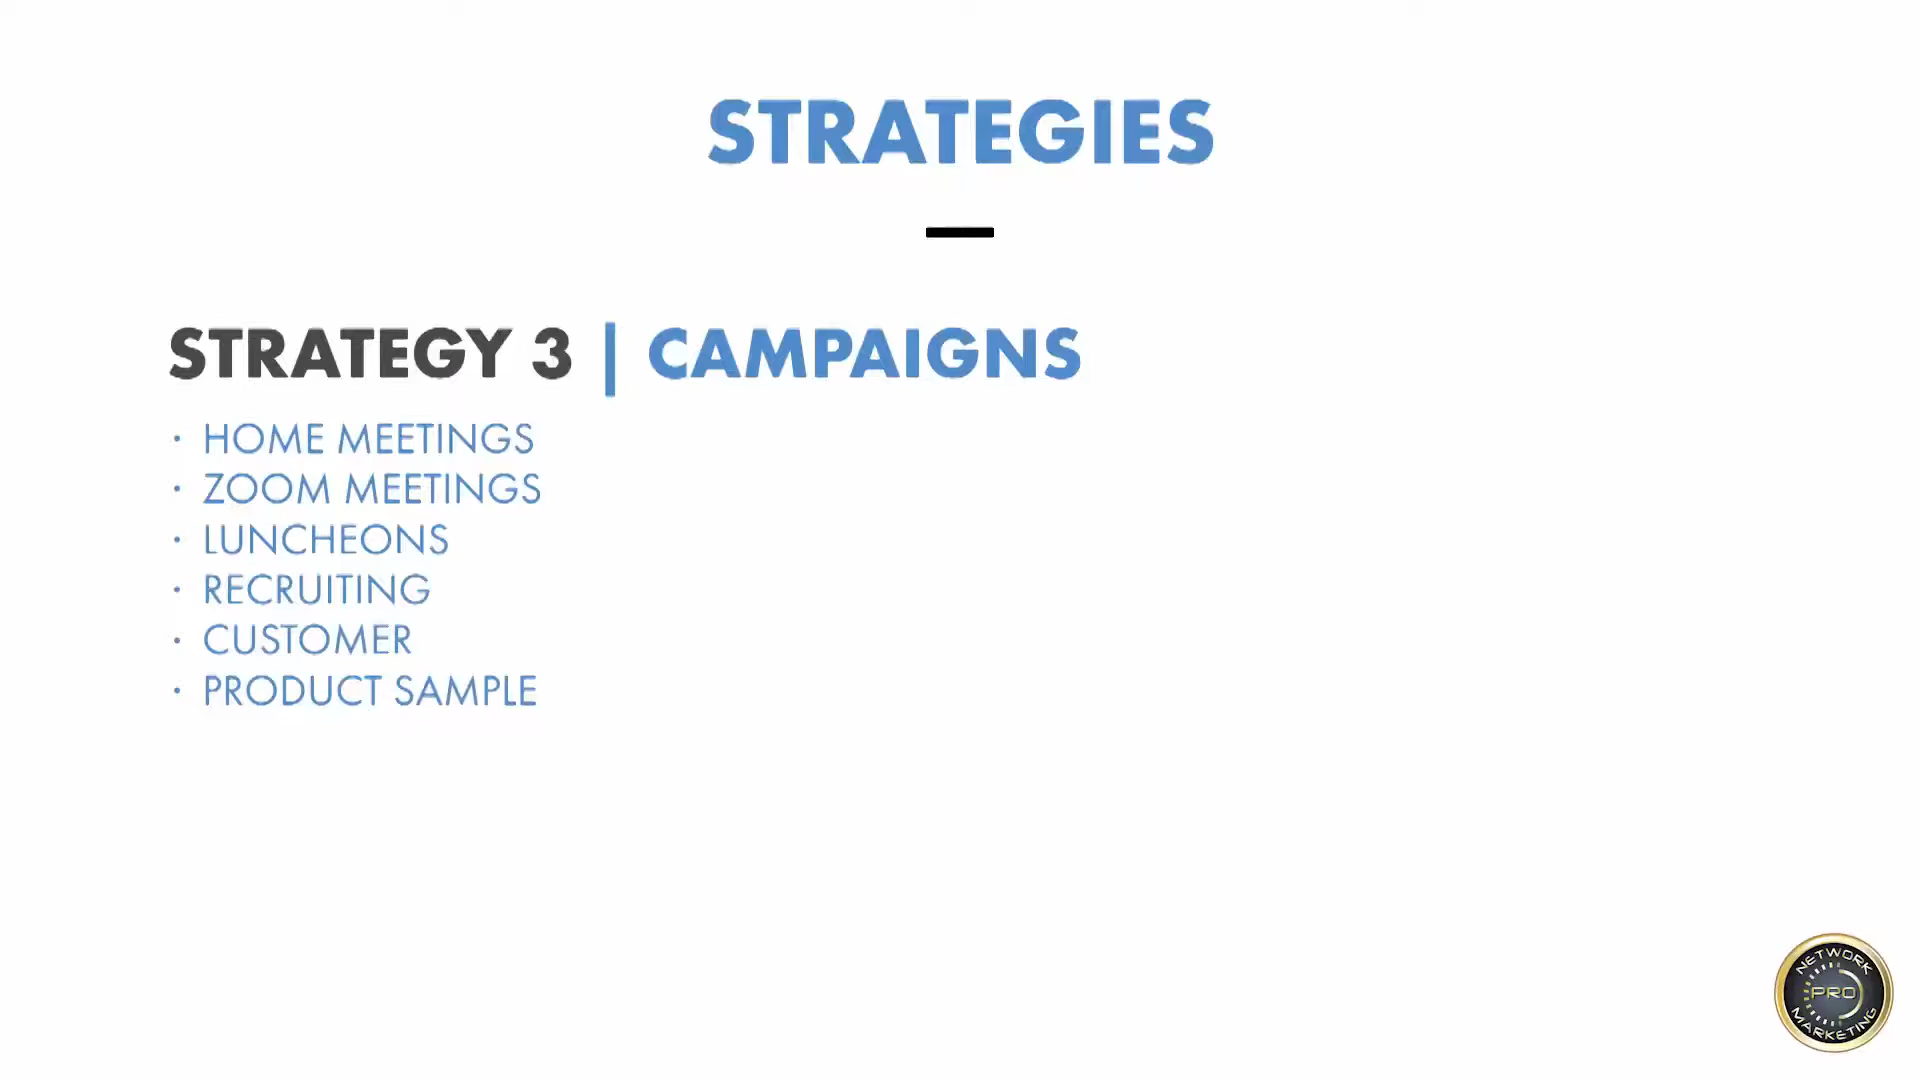 STRATEGIES
STRATEGY 3 | CAMPAIGNS
· HOME MEETINGS
· ZOOM MEETINGS
· LUNCHEONS
· RECRUITING
· CUSTOMER
· PRODUCT SAMPLE
NETWORK
PRO
MARKETING